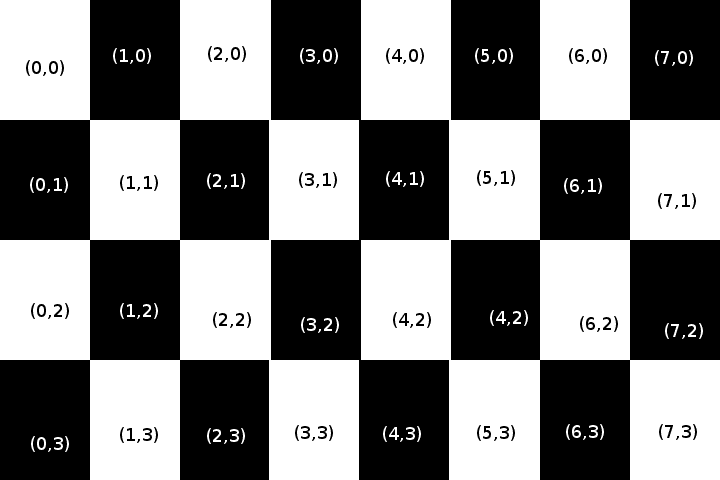 (0,0) (1,0) (2,0) (3,0) (4,0) (5,0) (6,0) (7,0)
(0,1) (1,1) (2,1) (3,1) (4,1) (5,1) (6,1) (7,1)
(0,2) (1,2) (2,2) (3,2) (4,2) (4,2) (6,2) (7,2)
(0,3) (1,3) (2,3) (3,3) (4,3) (5,3) (6,3) (7,3)